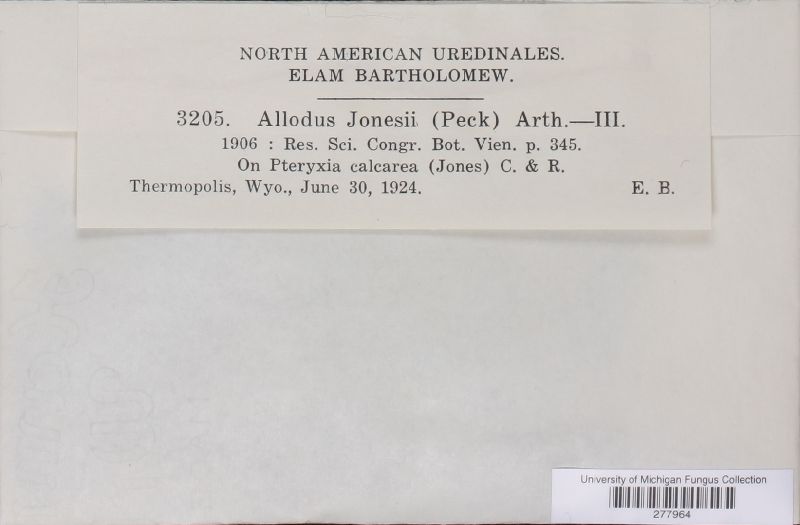 NORTH AMERICAN UREDINALES.
ELAM BARTHOLOMEW.
3205. Allodus Jonesii (Peck) Arth.—III.
1906 : Res. Sci. Congr. Bot. Vien. p. 345.
On Pteryxia calcarea (Jones) C. & R.
Thermopolis, Wyo., June 30, 1924. E. B.
University of Michigan Fungus Collection
277964